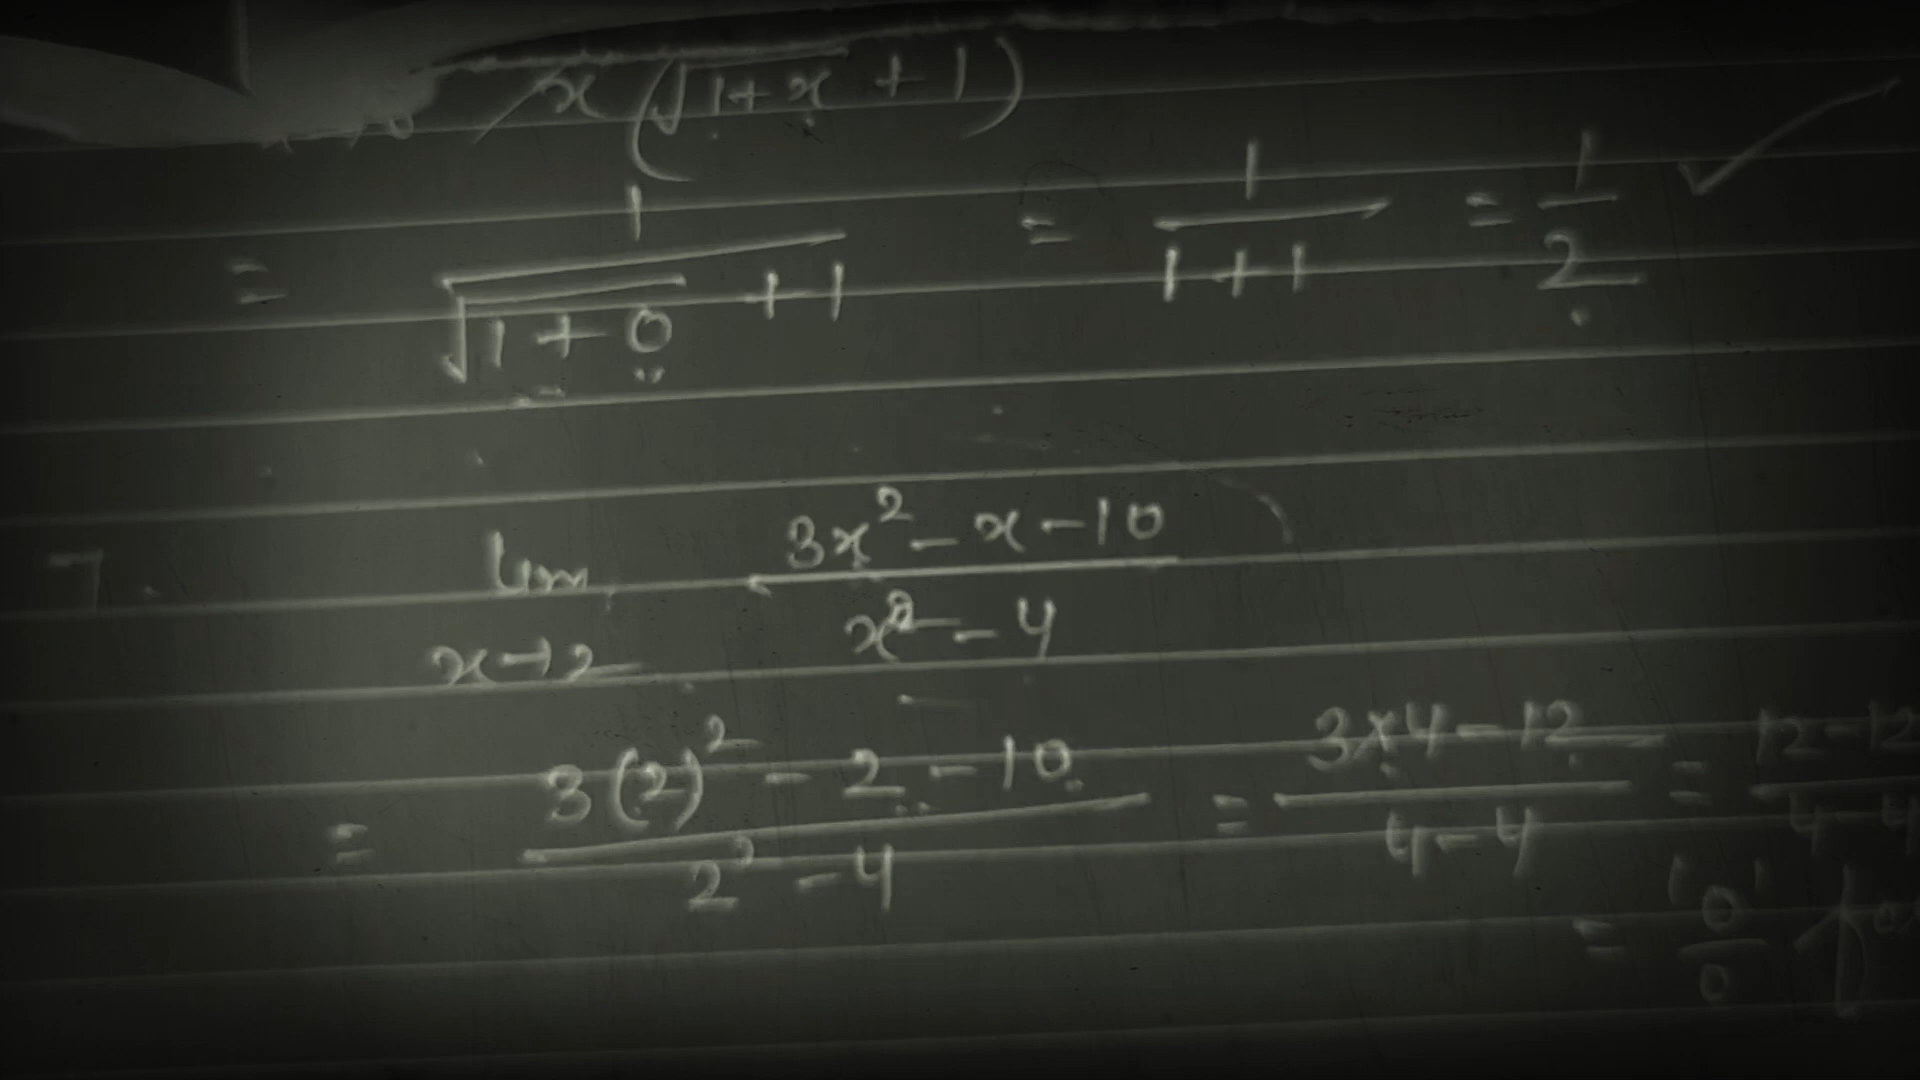 x(√1+x + 1)
= 1/(√1+0 + 1) = 1/(1+1) = 1/2 ✓
7. lim x→2 (3x² - x - 10)/(x² - 4)
= (3(2)² - 2 - 10)/(2² - 4) = (3×4-12)/(4-4) = (12-12)/(4-4)
= '0/0'